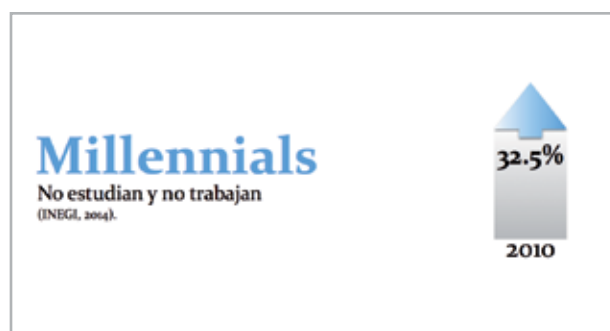 Millennials
No estudian y no trabajan
(INEGI, 2014).
32.5%
2010